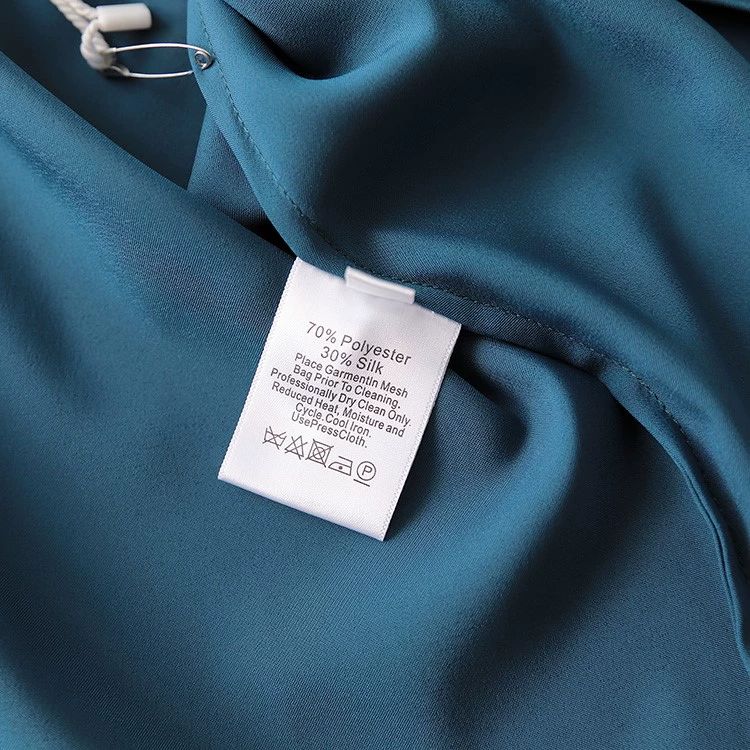 70% Polyester
30% Silk
Place GarmentIn Mesh
Bag Prior To Cleaning.
Professionally Dry Clean Only.
Reduced Heat, Moisture and
Cycle.Cool Iron.
UsePressCloth.
P